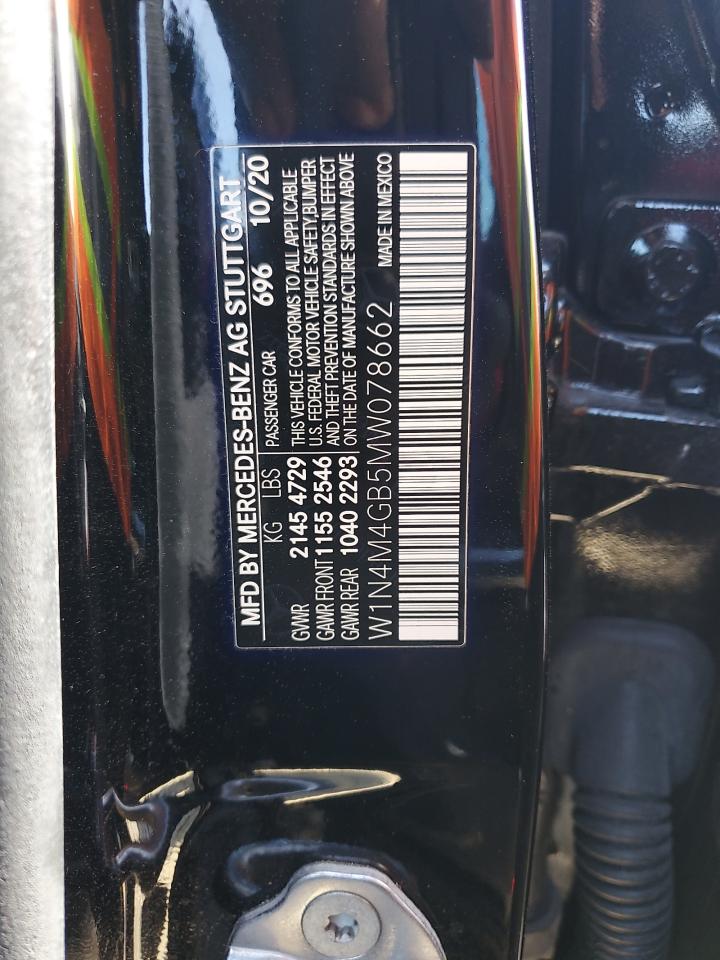 MFD BY MERCEDES-BENZ AG STUTTGART
KG LBS PASSENGER CAR 696 10/20
GVWR 2145 4729 THIS VEHICLE CONFORMS TO ALL APPLICABLE
GAWR FRONT 1155 2546 U.S. FEDERAL MOTOR VEHICLE SAFETY,BUMPER
AND THEFT PREVENTION STANDARDS IN EFFECT
GAWR REAR 1040 2293 ON THE DATE OF MANUFACTURE SHOWN ABOVE
W1N4M4GB5MW078662 MADE IN MEXICO